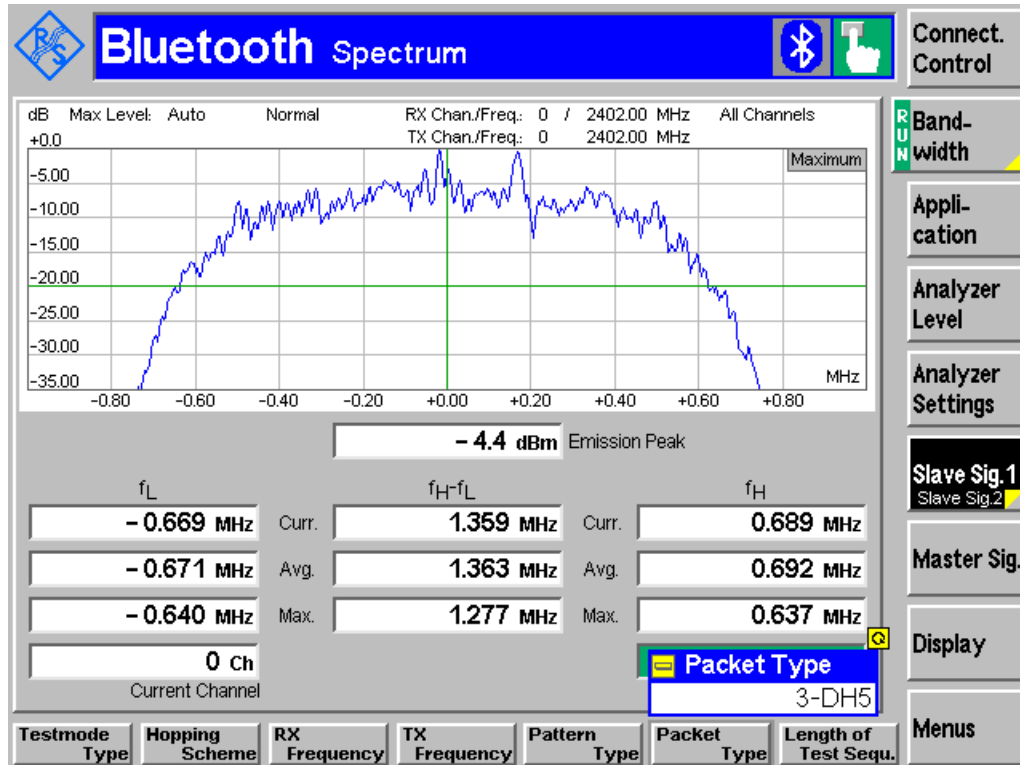 R&S
Bluetooth Spectrum
Connect.
Control
dB Max Level: Auto Normal RX Chan./Freq.: 0 / 2402.00 MHz All Channels
+0.0 TX Chan./Freq.: 0 2402.00 MHz
Maximum
-5.00
-10.00
-15.00
-20.00
-25.00
-30.00
-35.00
MHz
-0.80 -0.60 -0.40 -0.20 +0.00 +0.20 +0.40 +0.60 +0.80
-4.4 dBm Emission Peak
fL fH-fL fH
-0.669 MHz Curr. 1.359 MHz Curr. 0.689 MHz
-0.671 MHz Avg. 1.363 MHz Avg. 0.692 MHz
-0.640 MHz Max. 1.277 MHz Max. 0.637 MHz
0 Ch
Current Channel
Packet Type
3-DH5
RUN
Band-
width
Appli-
cation
Analyzer
Level
Analyzer
Settings
Slave Sig.1
Slave Sig.2
Master Sig.
Display
Menus
Testmode
Type
Hopping
Scheme
RX
Frequency
TX
Frequency
Pattern
Type
Packet
Type
Length of
Test Sequ.